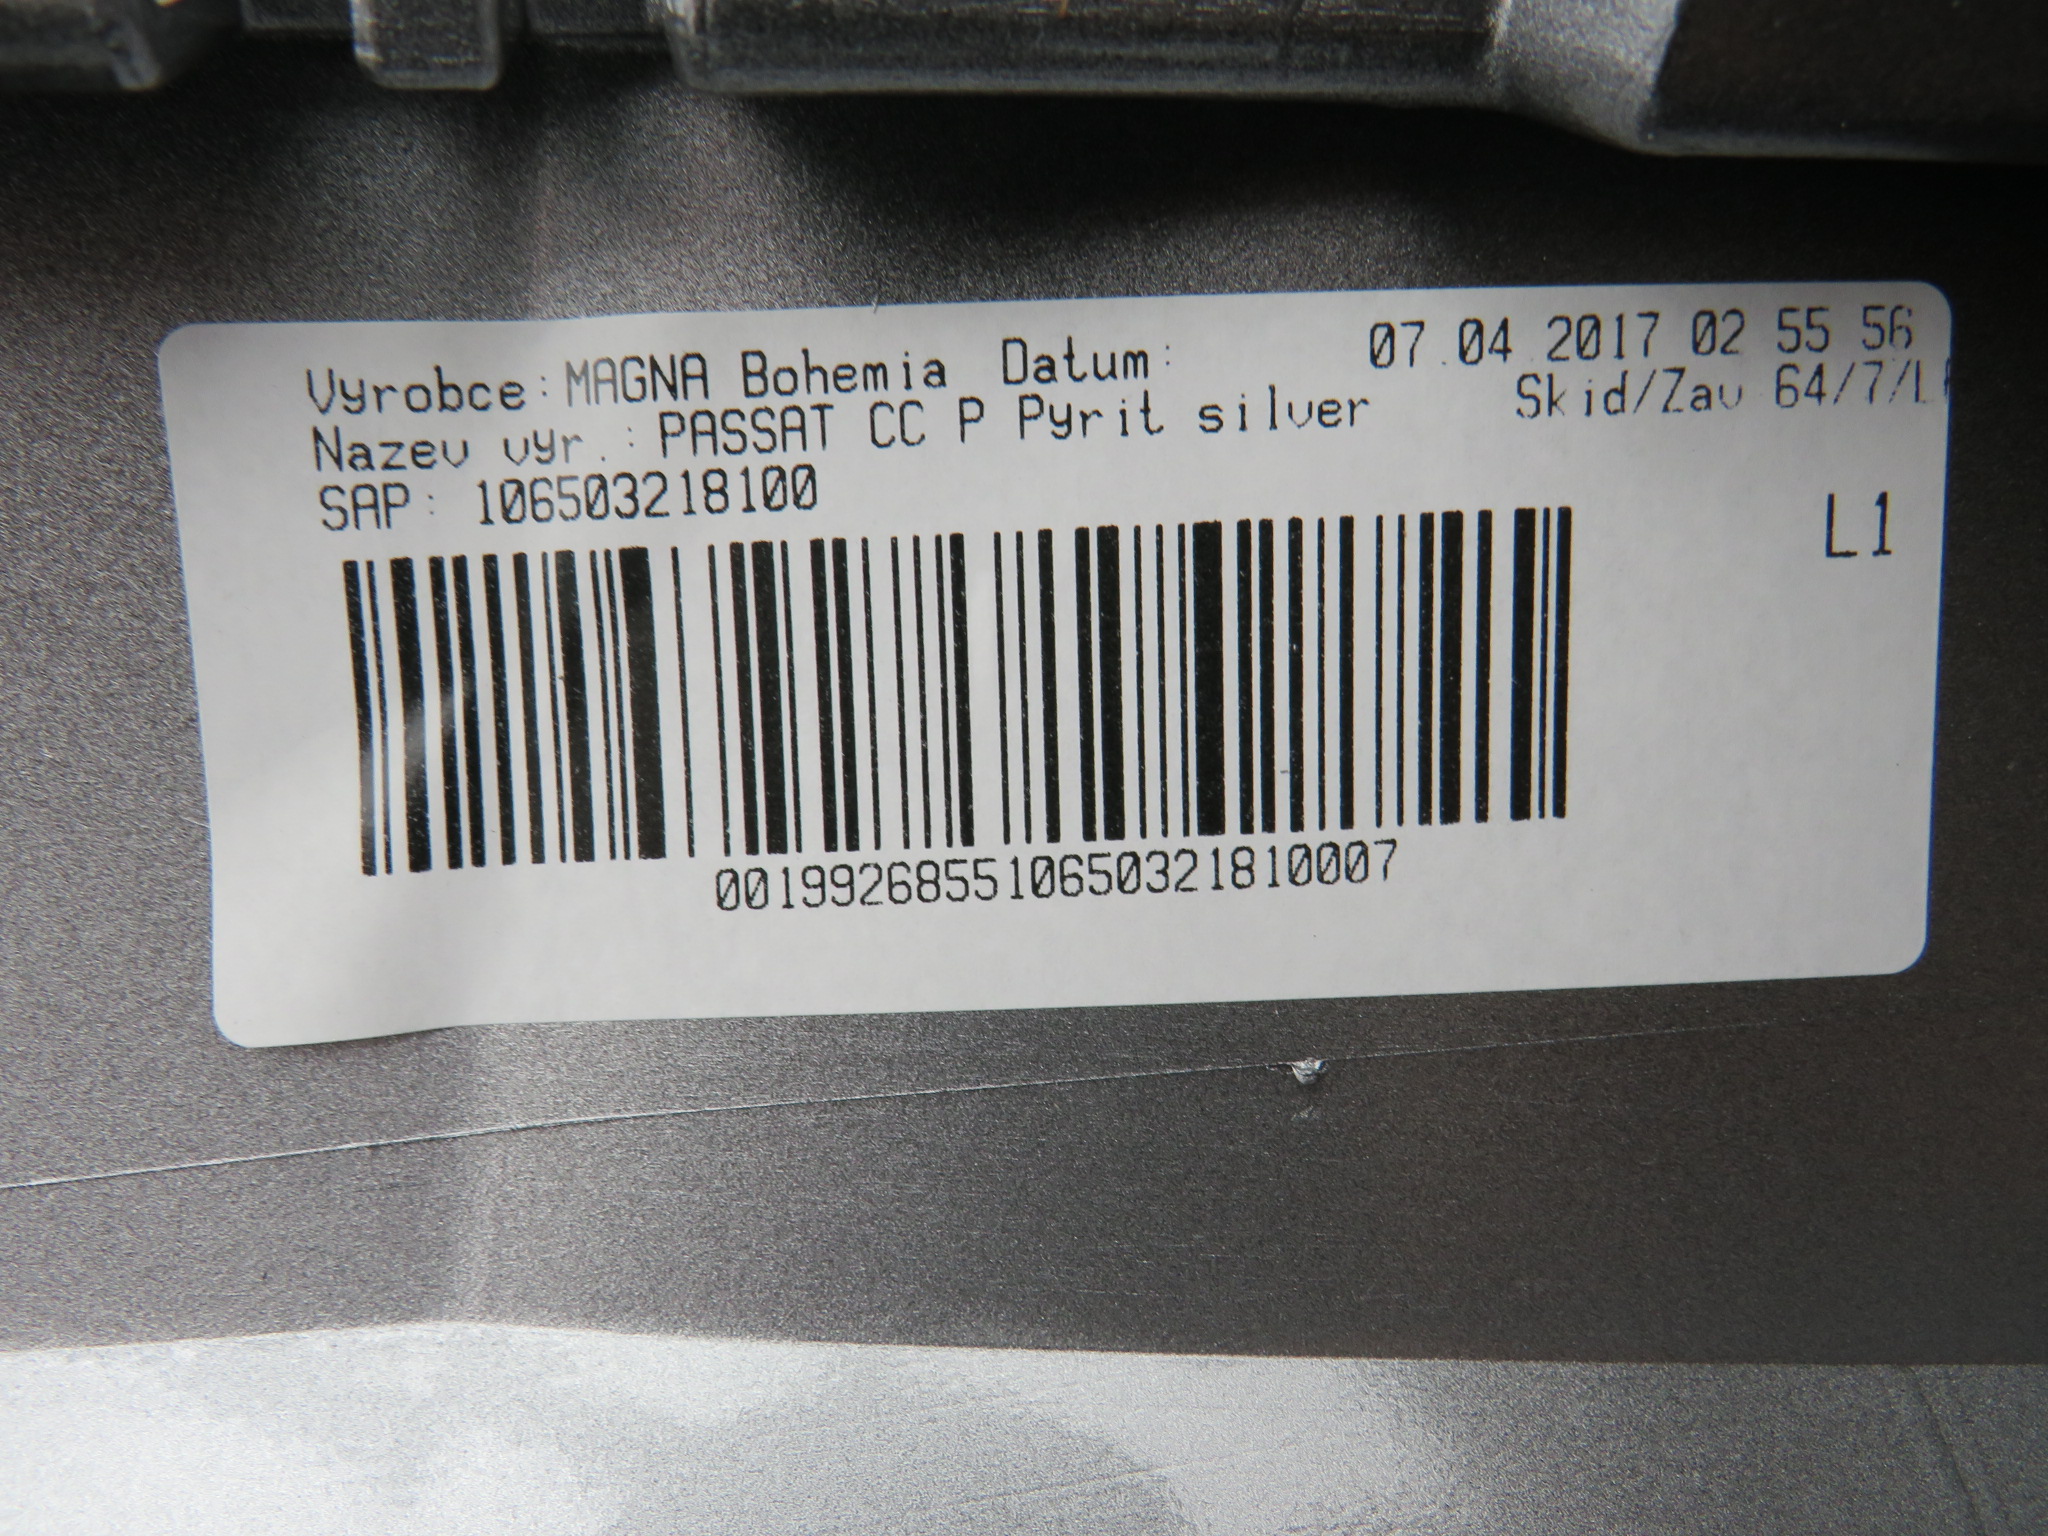 Vyrobce: MAGNA Bohemia Datum: 07.04.2017 02 55 56
Nazev vyr.: PASSAT CC P Pyrit silver Skid/Zav 64/7/L
SAP: 106503218100
L1
001992685510650321810007